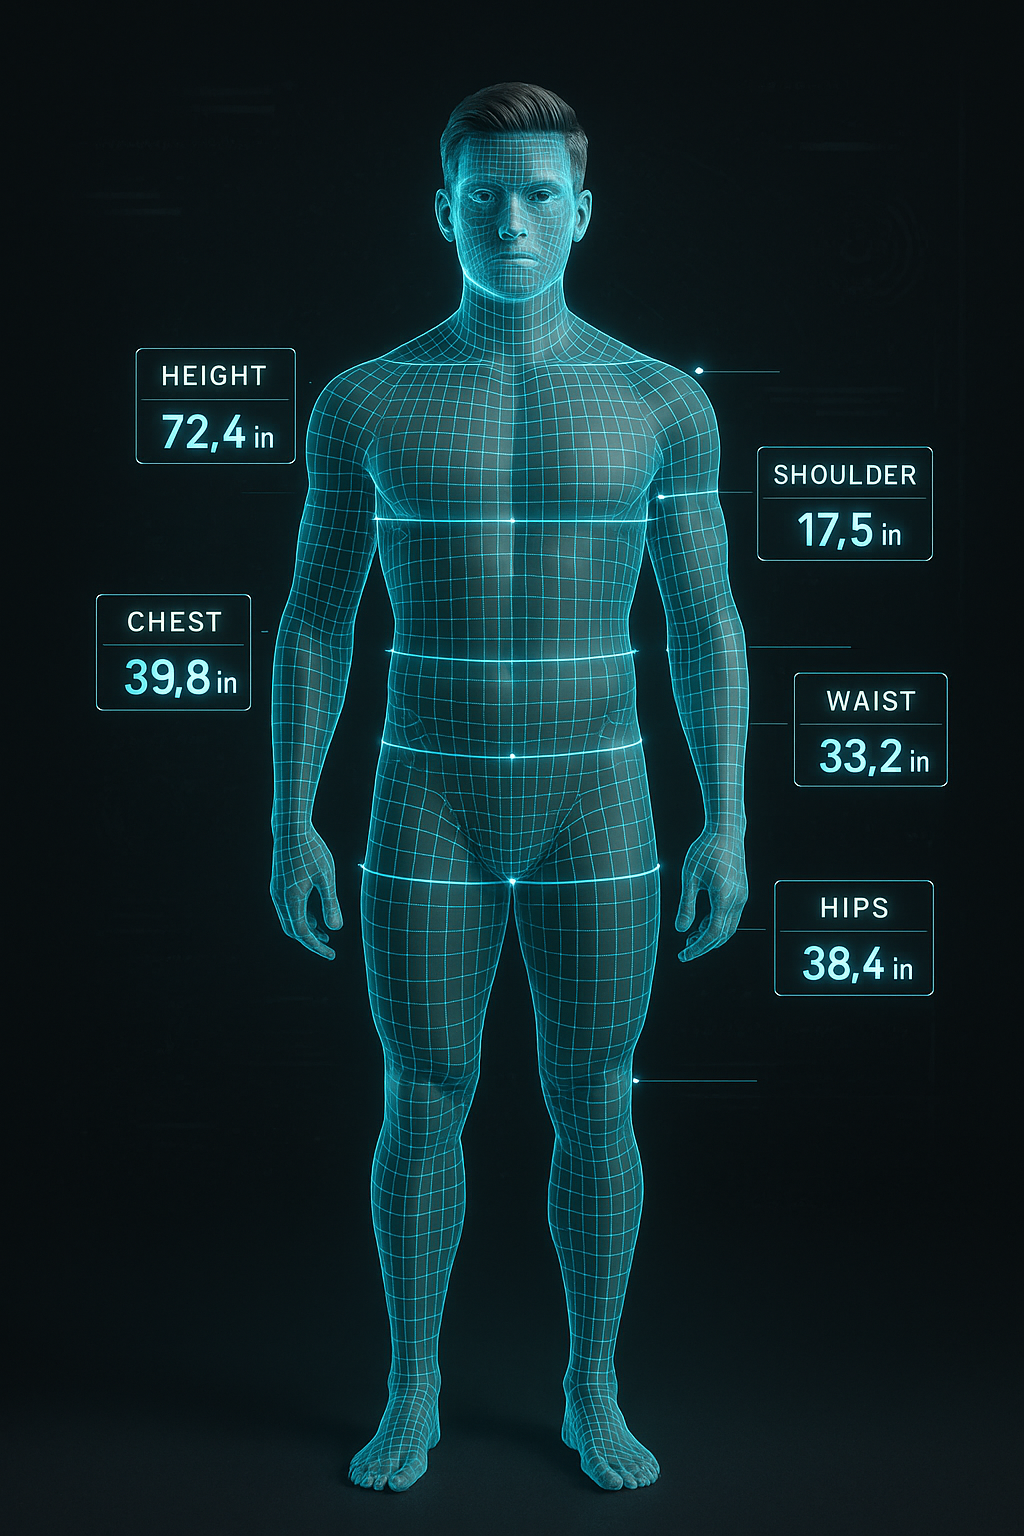 HEIGHT
72,4 in
SHOULDER
17,5 in
CHEST
39,8 in
WAIST
33,2 in
HIPS
38,4 in